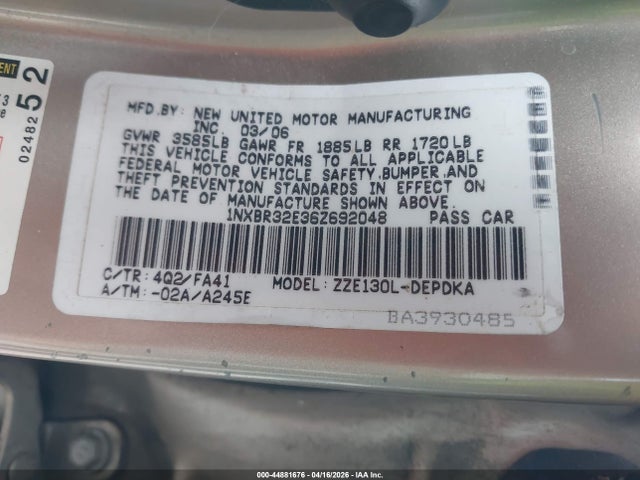 MFD.BY: NEW UNITED MOTOR MANUFACTURING
INC. 03/06
GVWR 3585LB GAWR FR 1885LB RR 1720LB
THIS VEHICLE CONFORMS TO ALL APPLICABLE
FEDERAL MOTOR VEHICLE SAFETY,BUMPER,AND
THEFT PREVENTION STANDARDS IN EFFECT ON
THE DATE OF MANUFACTURE SHOWN ABOVE.
1NXBR32E36Z692048 PASS CAR
C/TR: 4Q2/FA41 MODEL: ZZE130L-DEPDKA
A/TM: -02A/A245E
BA3930485
02482 52
000-44881676 | 04/16/2026 | IAA Inc.